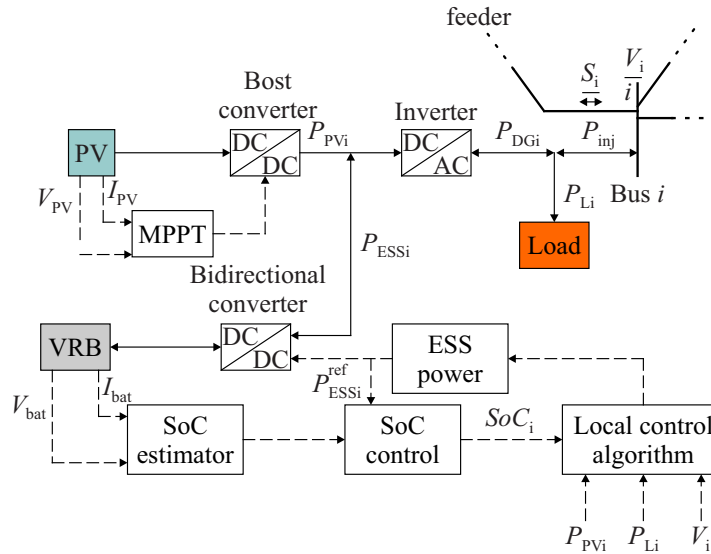 feeder
V_i
S_i
i
Bost
converter
P_PVi
Inverter
P_DGi
P_inj
DC
DC
DC
AC
PV
V_PV
I_PV
MPPT
P_Li
Bus i
Load
P_ESSi
Bidirectional
converter
DC
DC
VRB
ESS
power
P_ESSi^ref
V_bat
I_bat
SoC
estimator
SoC
control
SoC_i
Local control
algorithm
P_PVi
P_Li
V_i